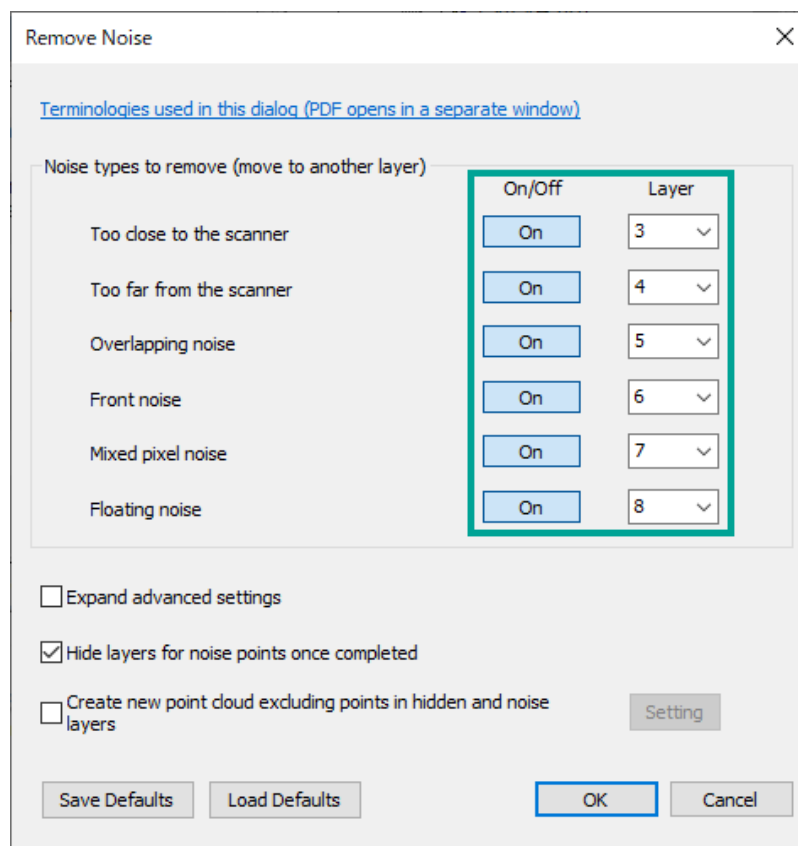 Remove Noise
Terminologies used in this dialog (PDF opens in a separate window)
Noise types to remove (move to another layer)
On/Off Layer
Too close to the scanner On 3
Too far from the scanner On 4
Overlapping noise On 5
Front noise On 6
Mixed pixel noise On 7
Floating noise On 8
Expand advanced settings
Hide layers for noise points once completed
Create new point cloud excluding points in hidden and noise
layers
Setting
Save Defaults Load Defaults OK Cancel